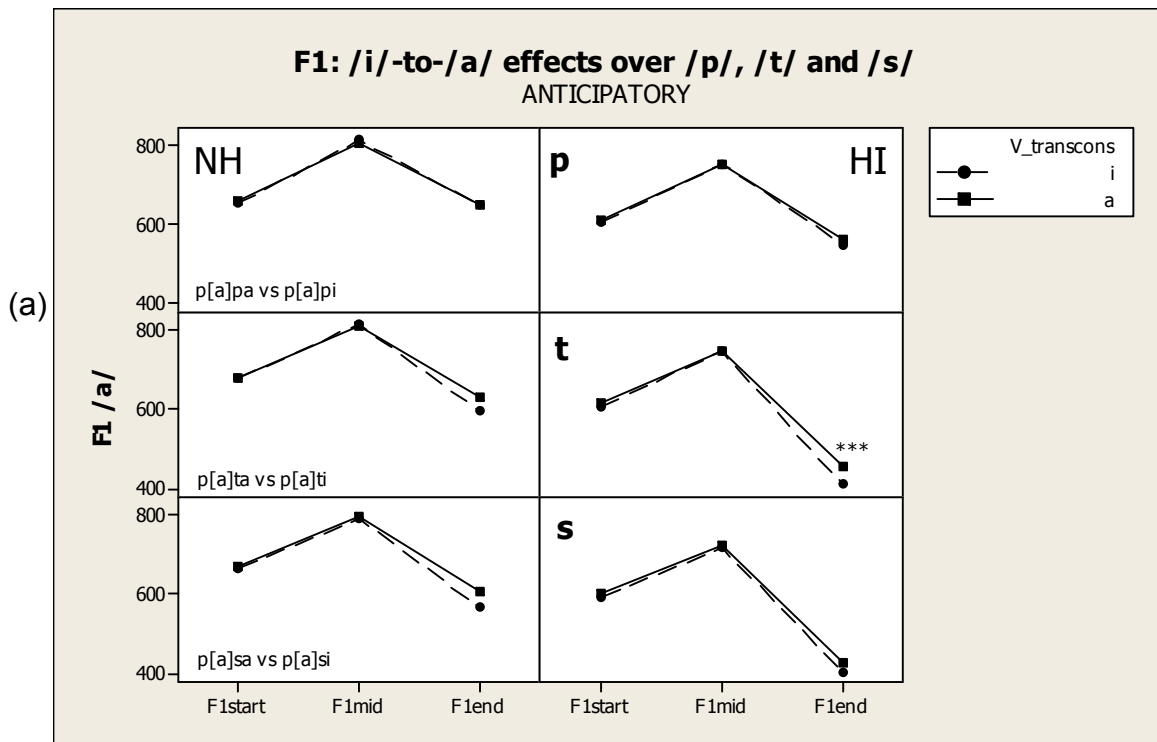 F1: /i/-to-/a/ effects over /p/, /t/ and /s/
ANTICIPATORY
(a)
F1 /a/
NH
800
600
400
p[a]pa vs p[a]pi
p
HI
V_transcons
i
a
800
600
400
p[a]ta vs p[a]ti
t
***
800
600
400
p[a]sa vs p[a]si
s
F1start F1mid F1end F1start F1mid F1end